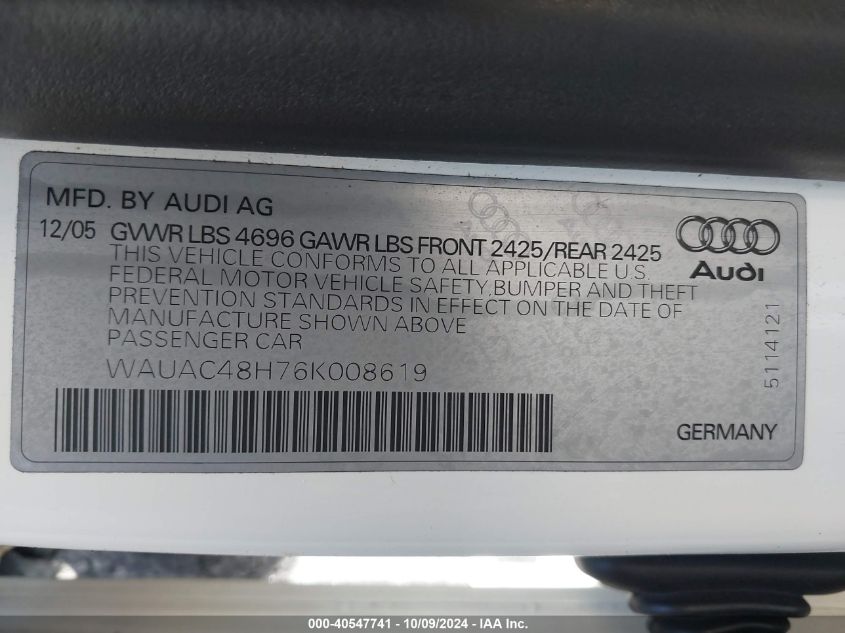 MFD. BY AUDI AG
12/05 GVWR LBS 4696 GAWR LBS FRONT 2425/REAR 2425
THIS VEHICLE CONFORMS TO ALL APPLICABLE U.S.
FEDERAL MOTOR VEHICLE SAFETY,BUMPER AND THEFT
PREVENTION STANDARDS IN EFFECT ON THE DATE OF
MANUFACTURE SHOWN ABOVE
PASSENGER CAR
WAUAC48H76K008619
Audi
5114121
GERMANY
000-40547741 - 10/09/2024 - IAA Inc.